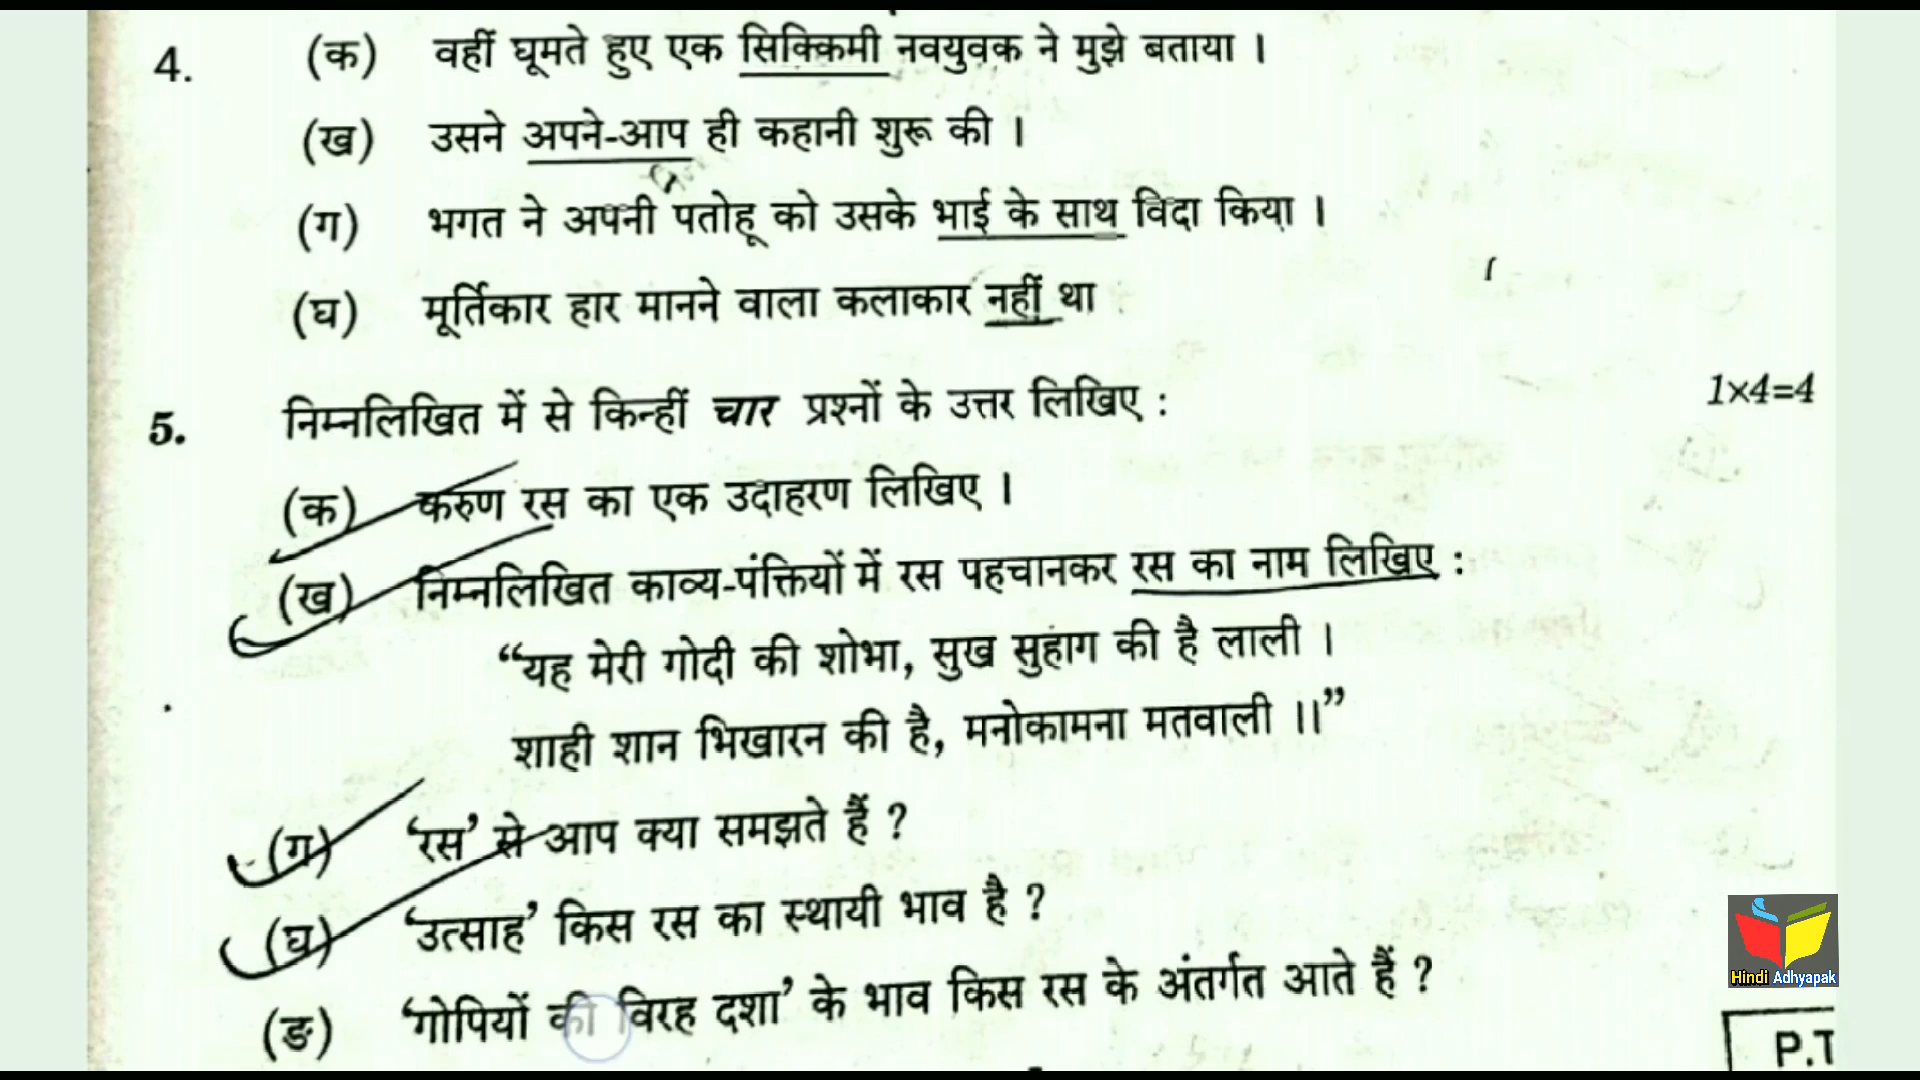 4. (क) वहीं घूमते हुए एक सिक्किमी नवयुवक ने मुझे बताया ।
(ख) उसने अपने-आप ही कहानी शुरू की ।
(ग) भगत ने अपनी पतोहू को उसके भाई के साथ विदा किया ।
(घ) मूर्तिकार हार मानने वाला कलाकार नहीं था
5. निम्नलिखित में से किन्हीं चार प्रश्नों के उत्तर लिखिए : 1×4=4
(क) करुण रस का एक उदाहरण लिखिए ।
(ख) निम्नलिखित काव्य-पंक्तियों में रस पहचानकर रस का नाम लिखिए :
“यह मेरी गोदी की शोभा, सुख सुहाग की है लाली ।
शाही शान भिखारन की है, मनोकामना मतवाली ।।”
(ग) ‘रस’ से आप क्या समझते हैं ?
(घ) ‘उत्साह’ किस रस का स्थायी भाव है ?
(ङ) ‘गोपियों की विरह दशा’ के भाव किस रस के अंतर्गत आते हैं ?
Hindi Adhyapak
P.T